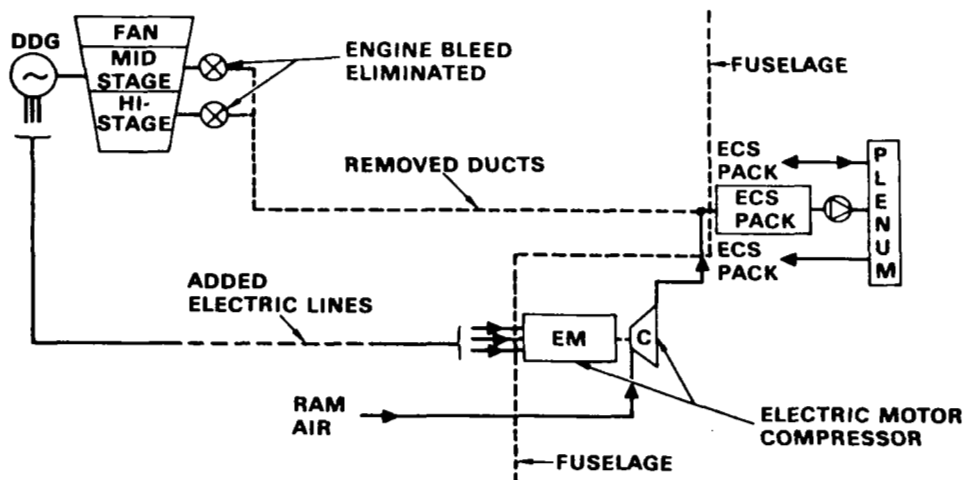 DDG
FAN
MID
STAGE
HI-
STAGE
ENGINE BLEED
ELIMINATED
FUSELAGE
REMOVED DUCTS
ECS
PACK
ECS
PACK
ECS
PACK
PLENUM
ADDED
ELECTRIC LINES
EM
C
RAM
AIR
ELECTRIC MOTOR
COMPRESSOR
FUSELAGE